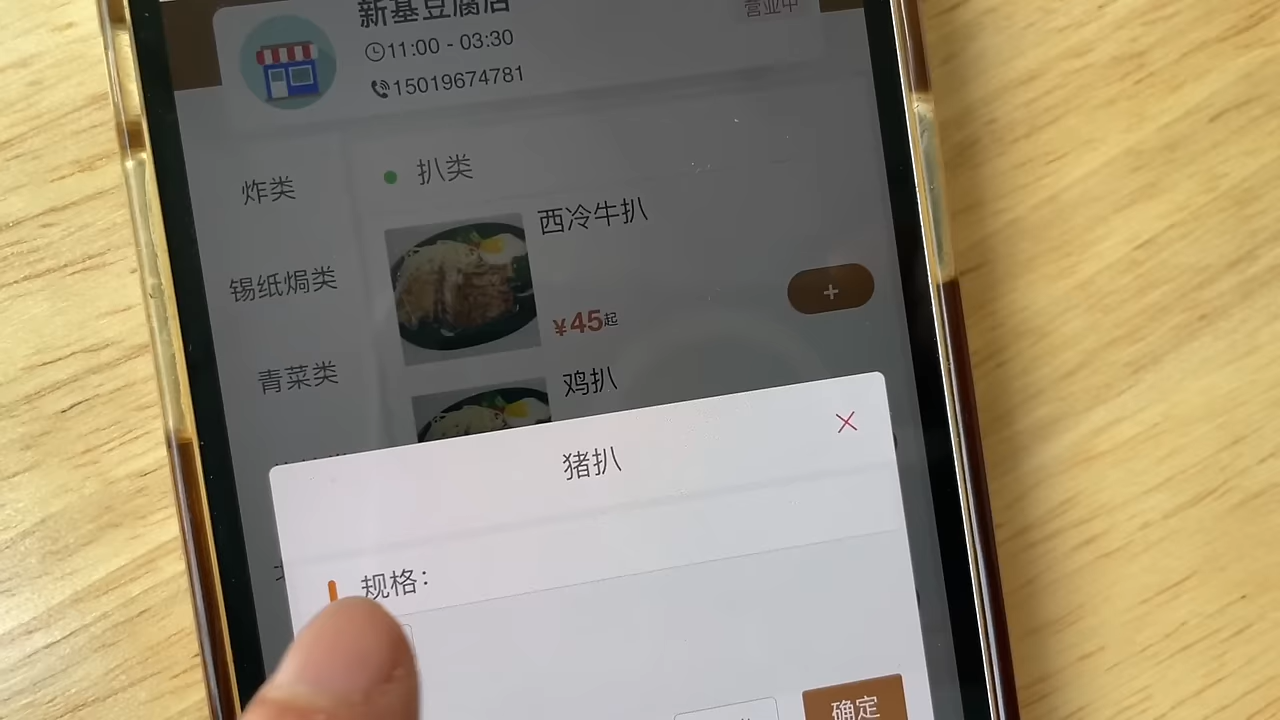 新基豆腐店
营业中
11:00 - 03:30
15019674781
炸类
扒类
西冷牛扒
锡纸焗类
+
¥45起
青菜类
鸡扒
猪扒
规格：
确定